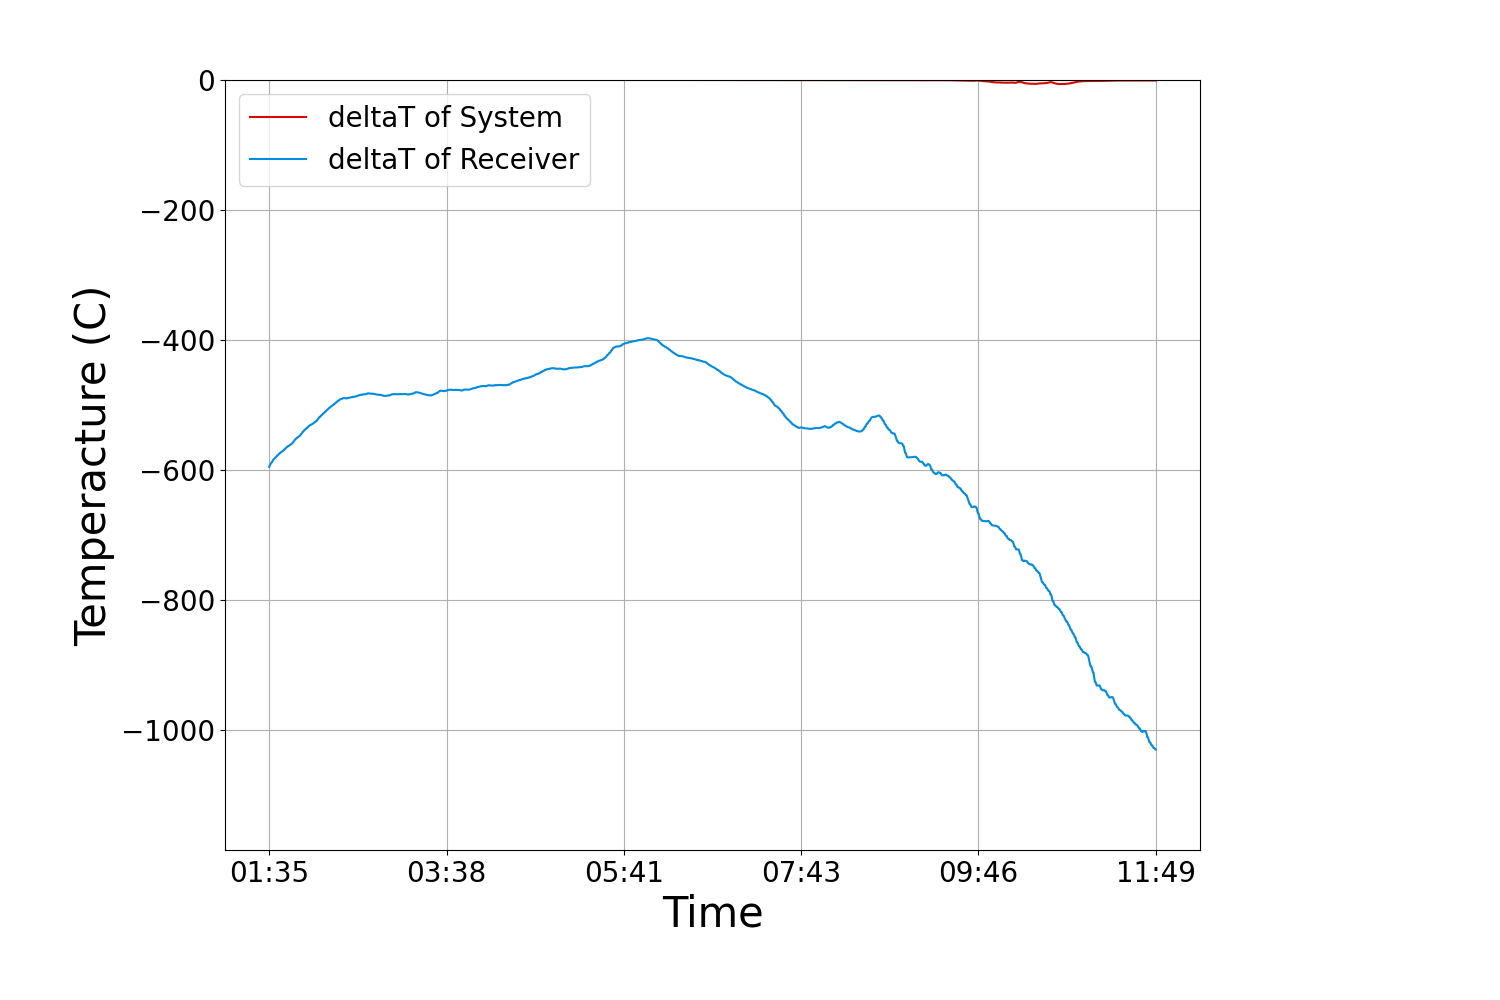 0
−200
−400
−600
−800
−1000
Temperacture (C)
deltaT of System
deltaT of Receiver
01:35 03:38 05:41 07:43 09:46 11:49
Time